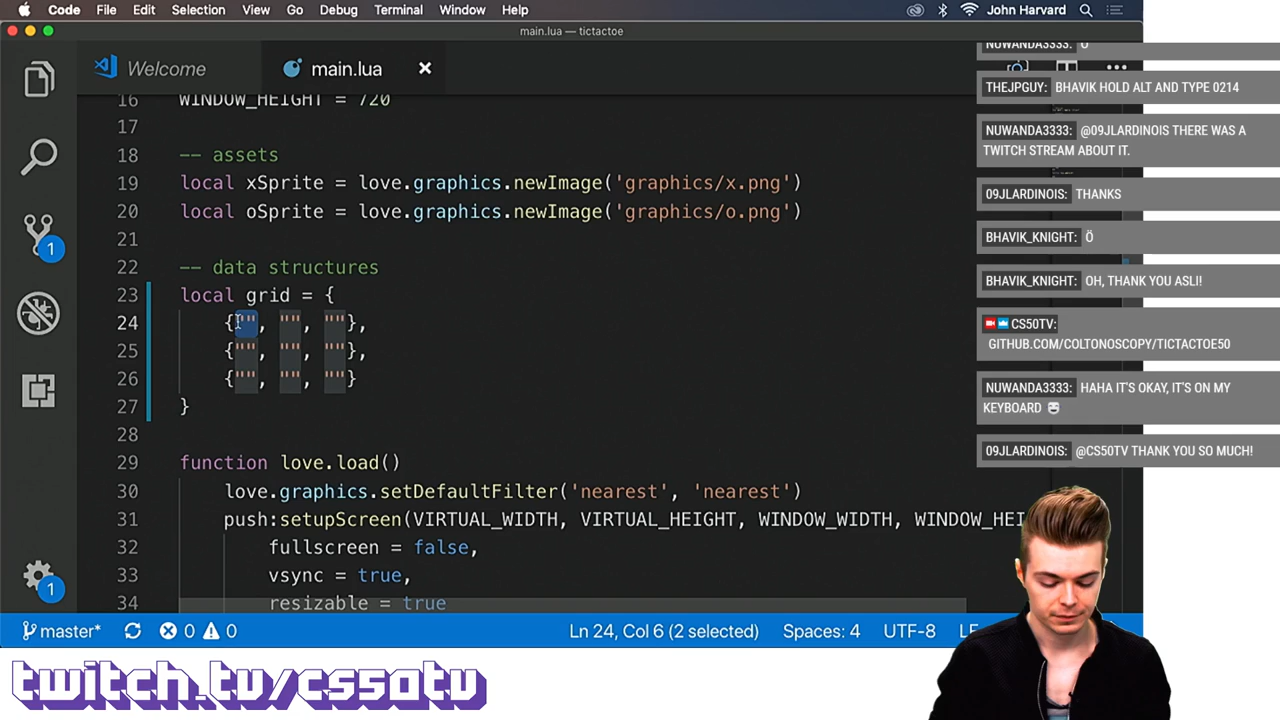 Code File Edit Selection View Go Debug Terminal Window Help John Harvard
main.lua — tictactoe
Welcome main.lua
16 WINDOW_HEIGHT = 720
17
18 -- assets
19 local xSprite = love.graphics.newImage('graphics/x.png')
20 local oSprite = love.graphics.newImage('graphics/o.png')
21
22 -- data structures
23 local grid = {
24 {"", "", ""},
25 {"", "", ""},
26 {"", "", ""}
27 }
28
29 function love.load()
30 love.graphics.setDefaultFilter('nearest', 'nearest')
31 push:setupScreen(VIRTUAL_WIDTH, VIRTUAL_HEIGHT, WINDOW_WIDTH, WINDOW_HEI
32 fullscreen = false,
33 vsync = true,
34 resizable = true
1
1
master* 0 0 Ln 24, Col 6 (2 selected) Spaces: 4 UTF-8 LF
NUWANDA3333: Ö
THEJPGUY: BHAVIK HOLD ALT AND TYPE 0214
NUWANDA3333: @09JLARDINOIS THERE WAS A
TWITCH STREAM ABOUT IT.
09JLARDINOIS: THANKS
BHAVIK_KNIGHT: Ö
BHAVIK_KNIGHT: OH, THANK YOU ASLI!
CS50TV:
GITHUB.COM/COLTONOSCOPY/TICTACTOE50
NUWANDA3333: HAHA IT'S OKAY, IT'S ON MY
KEYBOARD 😄
09JLARDINOIS: @CS50TV THANK YOU SO MUCH!
twitch.tv/cs50tv